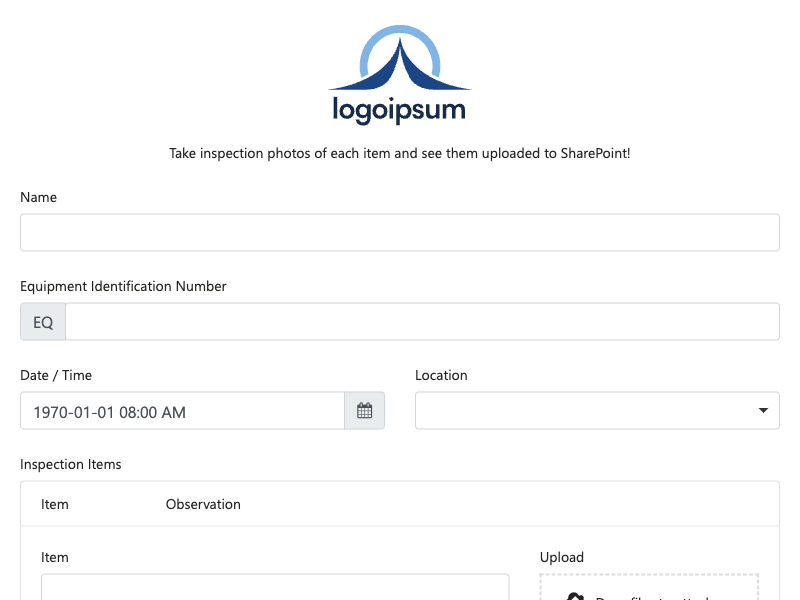 logoipsum
Take inspection photos of each item and see them uploaded to SharePoint!
Name
Equipment Identification Number
EQ
Date / Time
Location
1970-01-01 08:00 AM
Inspection Items
Item
Observation
Item
Upload